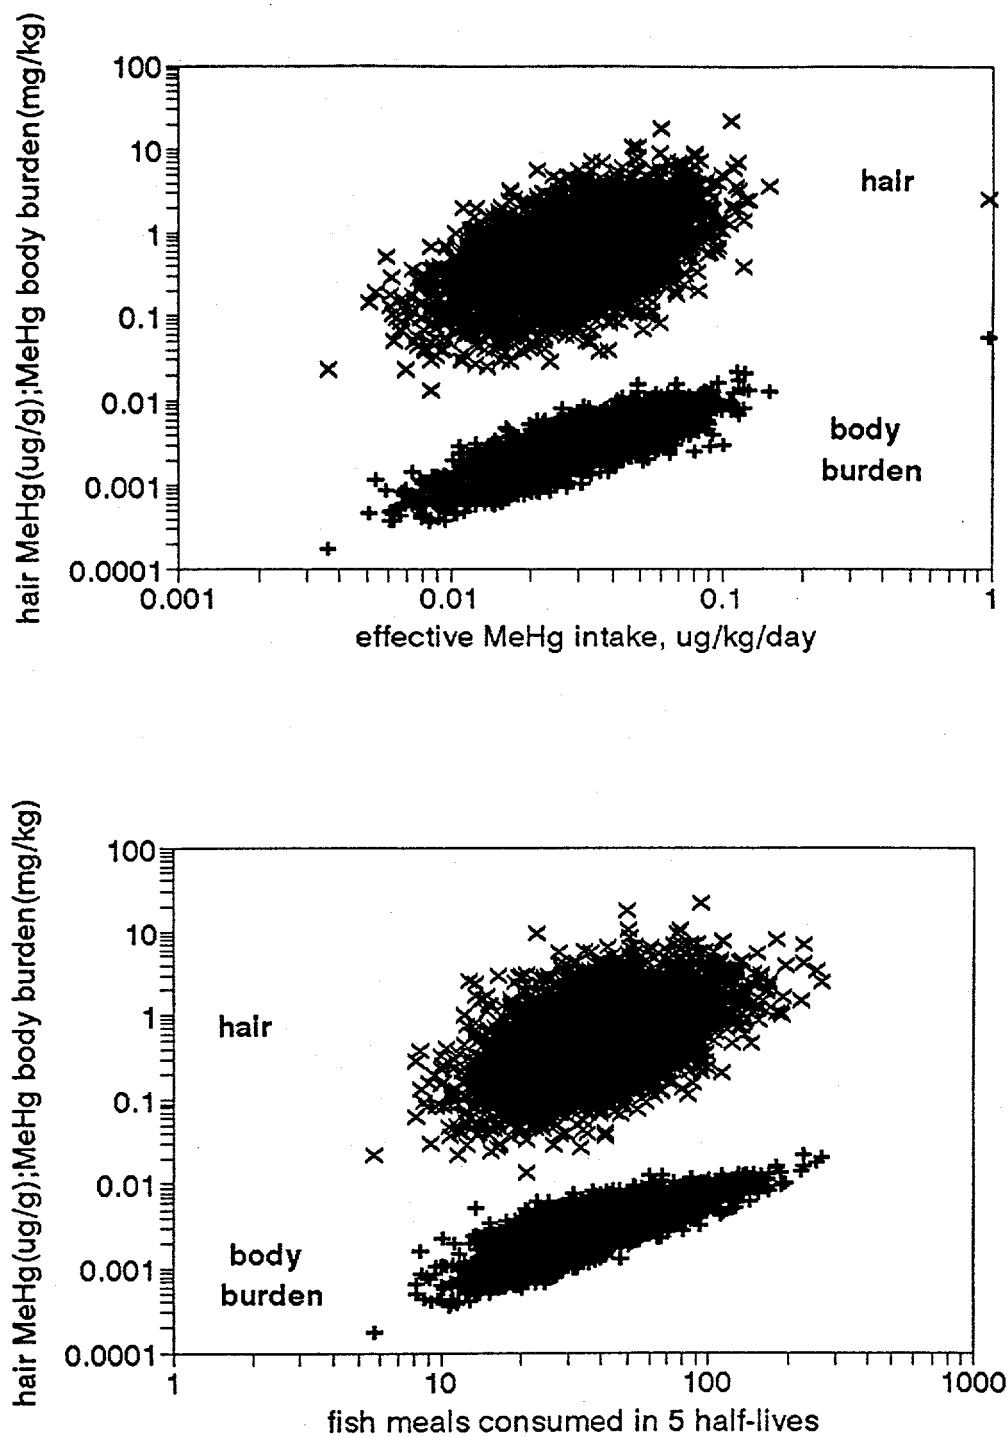 hair MeHg(ug/g);MeHg body burden(mg/kg)
100
10
1
0.1
0.01
0.001
0.0001
hair
body
burden
0.001
0.01
0.1
1
effective MeHg intake, ug/kg/day
hair MeHg(ug/g);MeHg body burden(mg/kg)
100
10
1
0.1
0.01
0.001
0.0001
hair
body
burden
1
10
100
1000
fish meals consumed in 5 half-lives